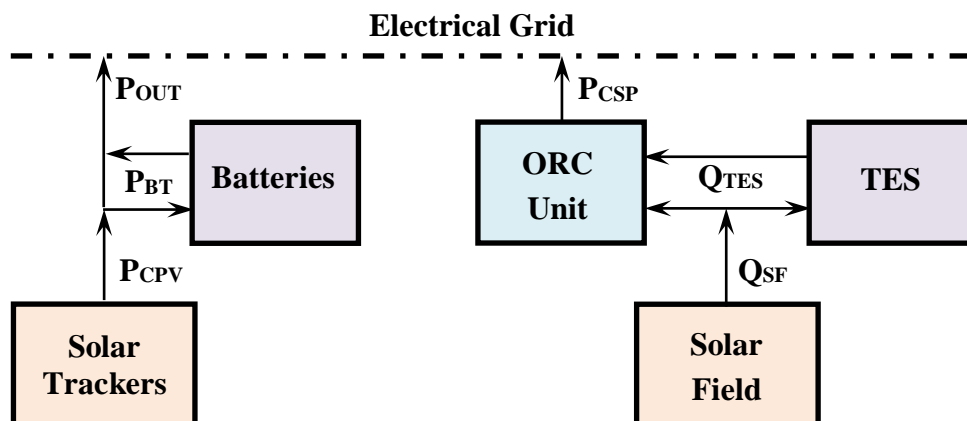 Electrical Grid
POUT
PCSP
Batteries
PBT
ORC
Unit
QTES
TES
PCPV
QSF
Solar
Trackers
Solar
Field